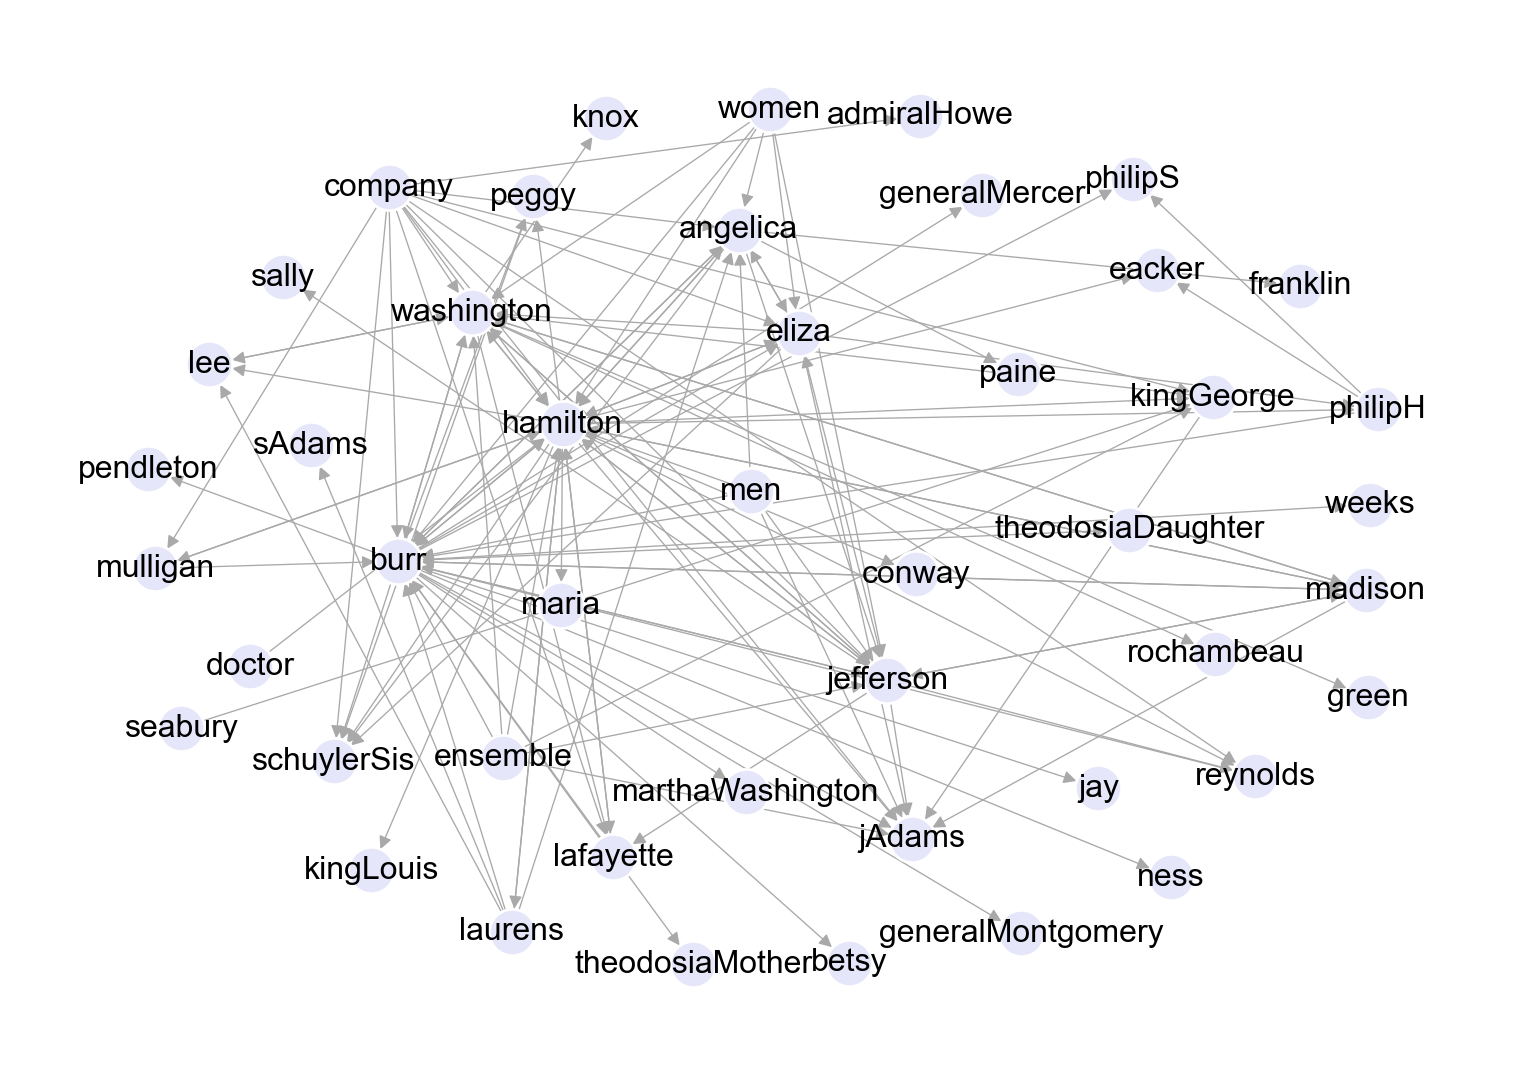 women
admiralHowe
knox
company
peggy
generalMercer
philipS
angelica
sally
eacker
franklin
washington
eliza
lee
paine
kingGeorge
philipH
hamilton
sAdams
pendleton
men
weeks
theodosiaDaughter
mulligan
burr
conway
madison
maria
doctor
rochambeau
jefferson
green
seabury
schuylerSis
ensemble
marthaWashington
jay
reynolds
jAdams
kingLouis
lafayette
ness
laurens
generalMontgomery
theodosiaMother
betsy